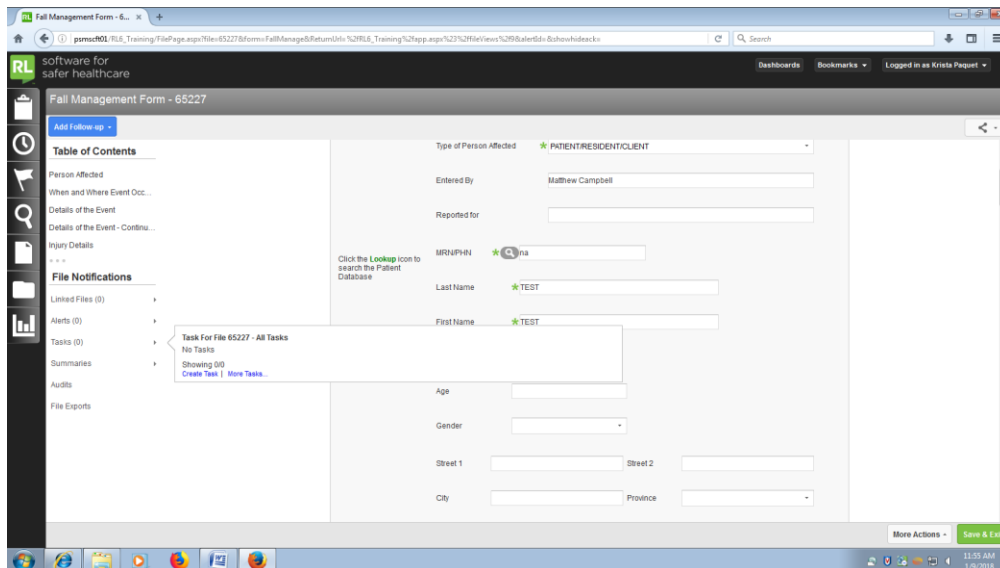 Fall Management Form - 6...
psmscft01/RL6_Training/FilePage.aspx?file=65227&form=FallManage&ReturnUrl=%2fRL6_Training%2fapp.aspx%23%2ffileViews%2f9&alertId=&showhideack=
Search
RL
software for
safer healthcare
Dashboards
Bookmarks
Logged in as Krista Paquet
Fall Management Form - 65227
Add Follow-up
Table of Contents
Person Affected
When and Where Event Occ...
Details of the Event
Details of the Event - Continu...
Injury Details
File Notifications
Linked Files (0)
Alerts (0)
Tasks (0)
Summaries
Audits
File Exports
Task For File 65227 - All Tasks
No Tasks
Showing 0/0
Create Task | More Tasks...
Type of Person Affected * PATIENT/RESIDENT/CLIENT
Entered By Matthew Campbell
Reported for
Click the Lookup icon to
search the Patient
Database
MRN/PHN * na
Last Name * TEST
First Name * TEST
Age
Gender
Street 1 Street 2
City Province
More Actions
Save & Exi
11:55 AM
1/9/2018